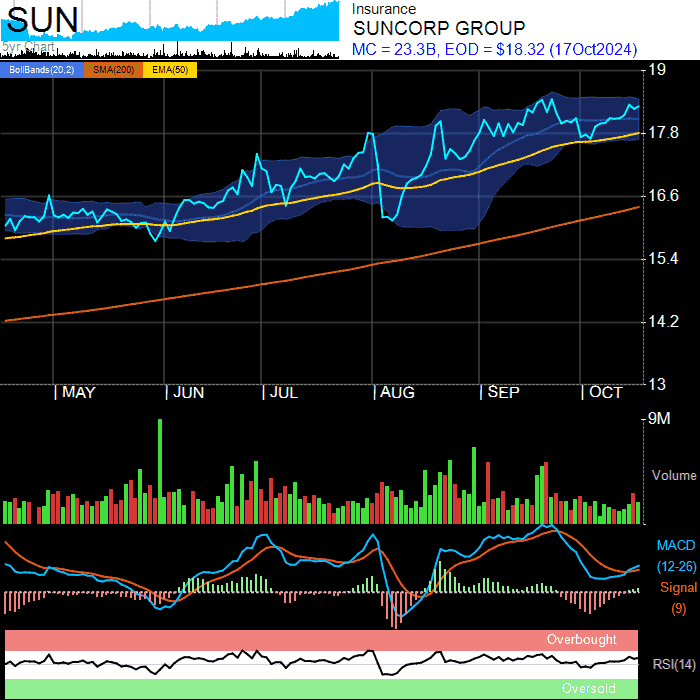 SUN
5yr Chart
Insurance
SUNCORP GROUP
MC = 23.3B, EOD = $18.32 (17Oct2024)
BollBands(20,2) SMA(200) EMA(50)
19
17.8
16.6
15.4
14.2
13
| MAY | JUN | JUL | AUG | SEP | OCT
9M
Volume
MACD
(12-26)
Signal
(9)
Overbought
RSI(14)
Oversold